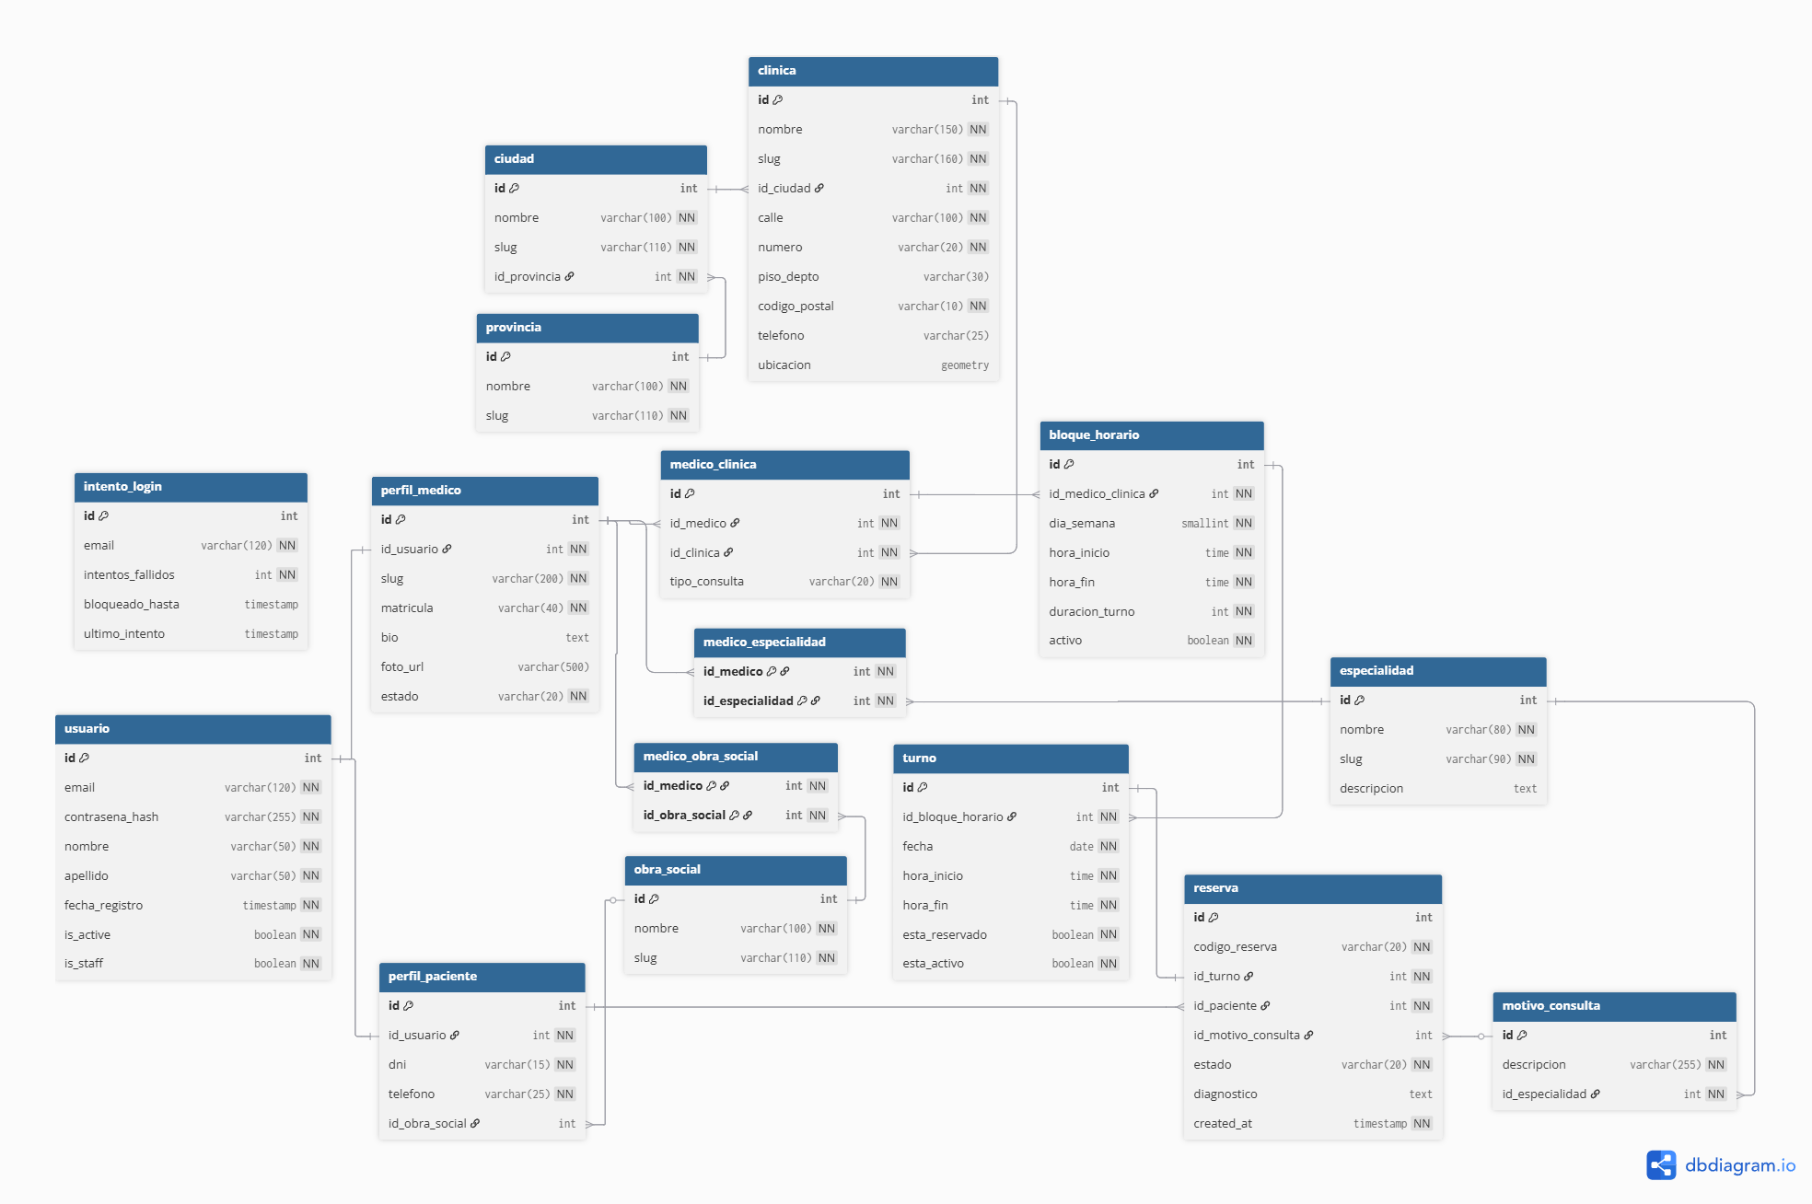 clinica
id int
nombre varchar(150) NN
slug varchar(160) NN
id_ciudad int NN
calle varchar(100) NN
numero varchar(20) NN
piso_depto varchar(30)
codigo_postal varchar(10) NN
telefono varchar(25)
ubicacion geometry
ciudad
id int
nombre varchar(100) NN
slug varchar(110) NN
id_provincia int NN
provincia
id int
nombre varchar(100) NN
slug varchar(110) NN
bloque_horario
id int
id_medico_clinica int NN
dia_semana smallint NN
hora_inicio time NN
hora_fin time NN
duracion_turno int NN
activo boolean NN
medico_clinica
id int
id_medico int NN
id_clinica int NN
tipo_consulta varchar(20) NN
intento_login
id int
email varchar(120) NN
intentos_fallidos int NN
bloqueado_hasta timestamp
ultimo_intento timestamp
perfil_medico
id int
id_usuario int NN
slug varchar(200) NN
matricula varchar(40) NN
bio text
foto_url varchar(500)
estado varchar(20) NN
medico_especialidad
id_medico int NN
id_especialidad int NN
especialidad
id int
nombre varchar(80) NN
slug varchar(90) NN
descripcion text
usuario
id int
email varchar(120) NN
contrasena_hash varchar(255) NN
nombre varchar(50) NN
apellido varchar(50) NN
fecha_registro timestamp NN
is_active boolean NN
is_staff boolean NN
medico_obra_social
id_medico int NN
id_obra_social int NN
turno
id int
id_bloque_horario int NN
fecha date NN
hora_inicio time NN
hora_fin time NN
esta_reservado boolean NN
esta_activo boolean NN
obra_social
id int
nombre varchar(100) NN
slug varchar(110) NN
reserva
id int
codigo_reserva varchar(20) NN
id_turno int NN
id_paciente int NN
id_motivo_consulta int
estado varchar(20) NN
diagnostico text
created_at timestamp NN
perfil_paciente
id int
id_usuario int NN
dni varchar(15) NN
telefono varchar(25) NN
id_obra_social int
motivo_consulta
id int
descripcion varchar(255) NN
id_especialidad int NN
dbdiagram.io